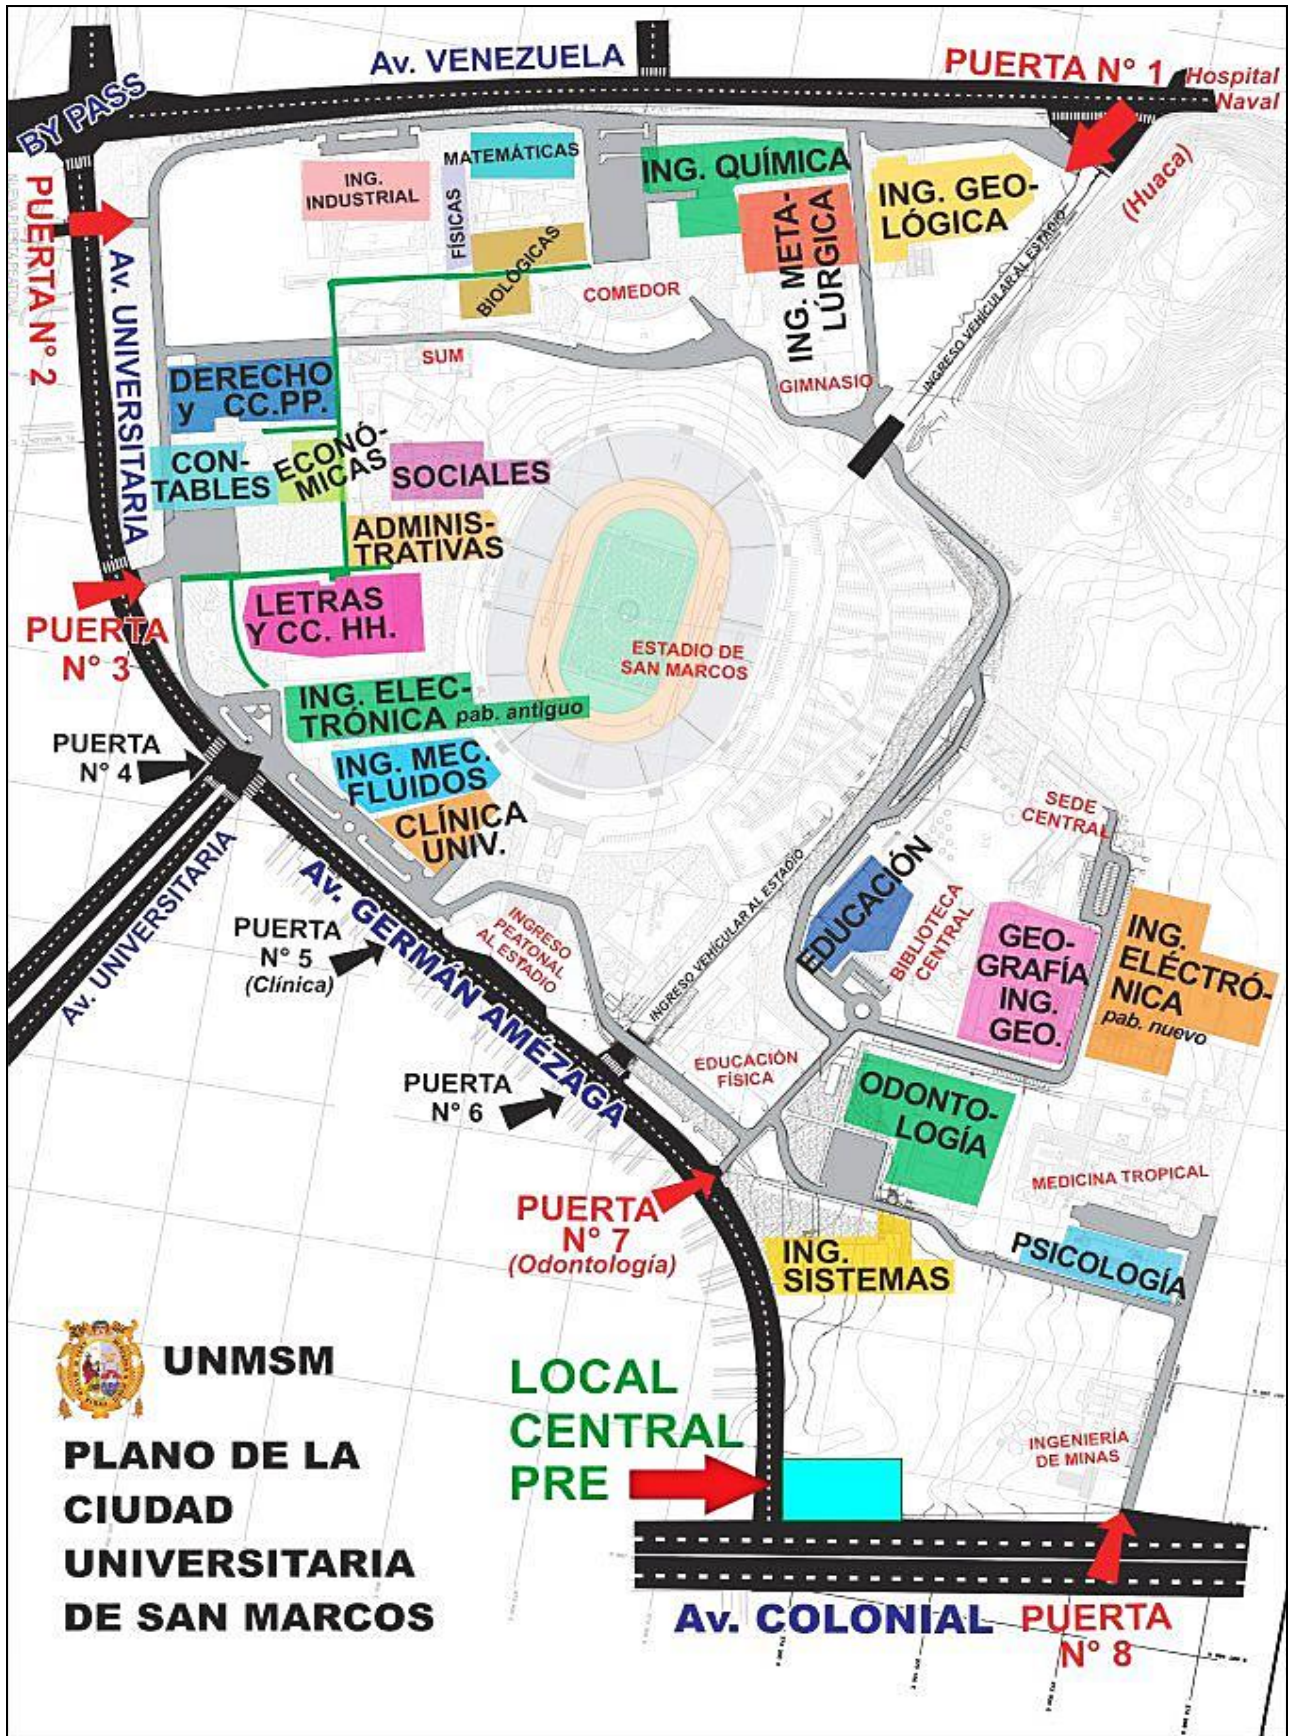 Av. VENEZUELA
PUERTA N° 1
Hospital
Naval
BY PASS
(Huaca)
PUERTA N° 2
Av. UNIVERSITARIA
ING.
INDUSTRIAL
MATEMÁTICAS
FÍSICAS
BIOLÓGICAS
ING. QUÍMICA
ING. META-
LÚRGICA
ING. GEO-
LÓGICA
INGRESO VEHÍCULAR AL ESTADIO
COMEDOR
SUM
GIMNASIO
DERECHO
y CC.PP.
CON-
TABLES
ECONÓ-
MICAS
SOCIALES
ADMINIS-
TRATIVAS
LETRAS
Y CC. HH.
PUERTA
N° 3
ESTADIO DE
SAN MARCOS
ING. ELEC-
TRÓNICA pab. antiguo
ING. MEC.
FLUIDOS
CLÍNICA
UNIV.
PUERTA
N° 4
Av. UNIVERSITARIA
Av. GERMÁN AMÉZAGA
PUERTA
N° 5
(Clínica)
INGRESO
PEATONAL
AL ESTADIO
INGRESO VEHÍCULAR AL ESTADIO
SEDE
CENTRAL
EDUCACIÓN
BIBLIOTECA
CENTRAL
GEO-
GRAFÍA
ING.
GEO.
ING.
ELÉCTRÓ-
NICA
pab. nuevo
EDUCACIÓN
FÍSICA
PUERTA
N° 6
ODONTO-
LOGÍA
MEDICINA TROPICAL
PUERTA
N° 7
(Odontología)
ING.
SISTEMAS
PSICOLOGÍA
UNMSM
PLANO DE LA
CIUDAD
UNIVERSITARIA
DE SAN MARCOS
LOCAL
CENTRAL
PRE
INGENIERÍA
DE MINAS
Av. COLONIAL
PUERTA
N° 8